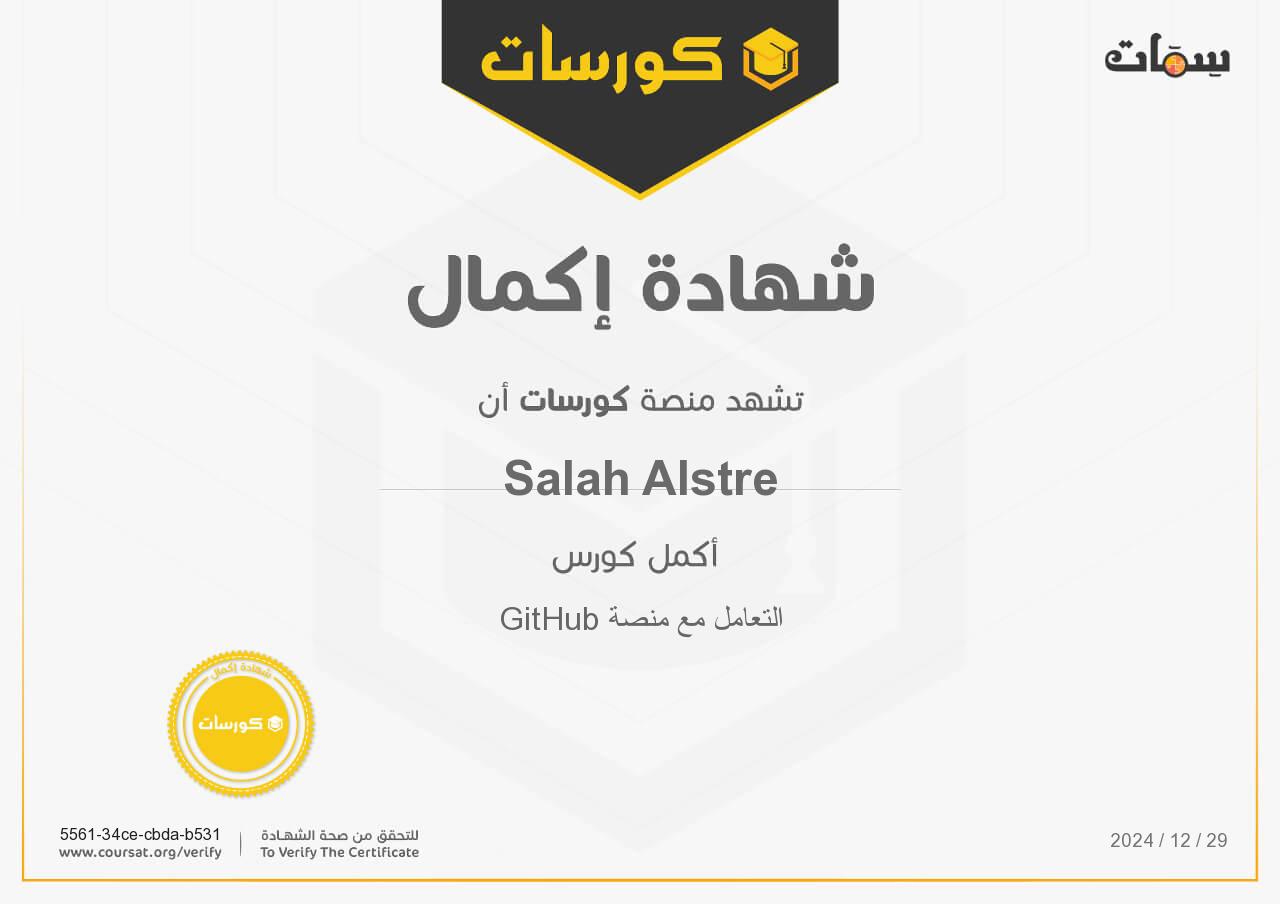 كورسات
سمات
شهادة إكمال
تشهد منصة كورسات أن
Salah Alstre
أكمل كورس
التعامل مع منصة GitHub
شهادة إكمال
كورسات
5561-34ce-cbda-b531
www.coursat.org/verify
للتحقق من صحة الشهادة
To Verify The Certificate
2024 / 12 / 29